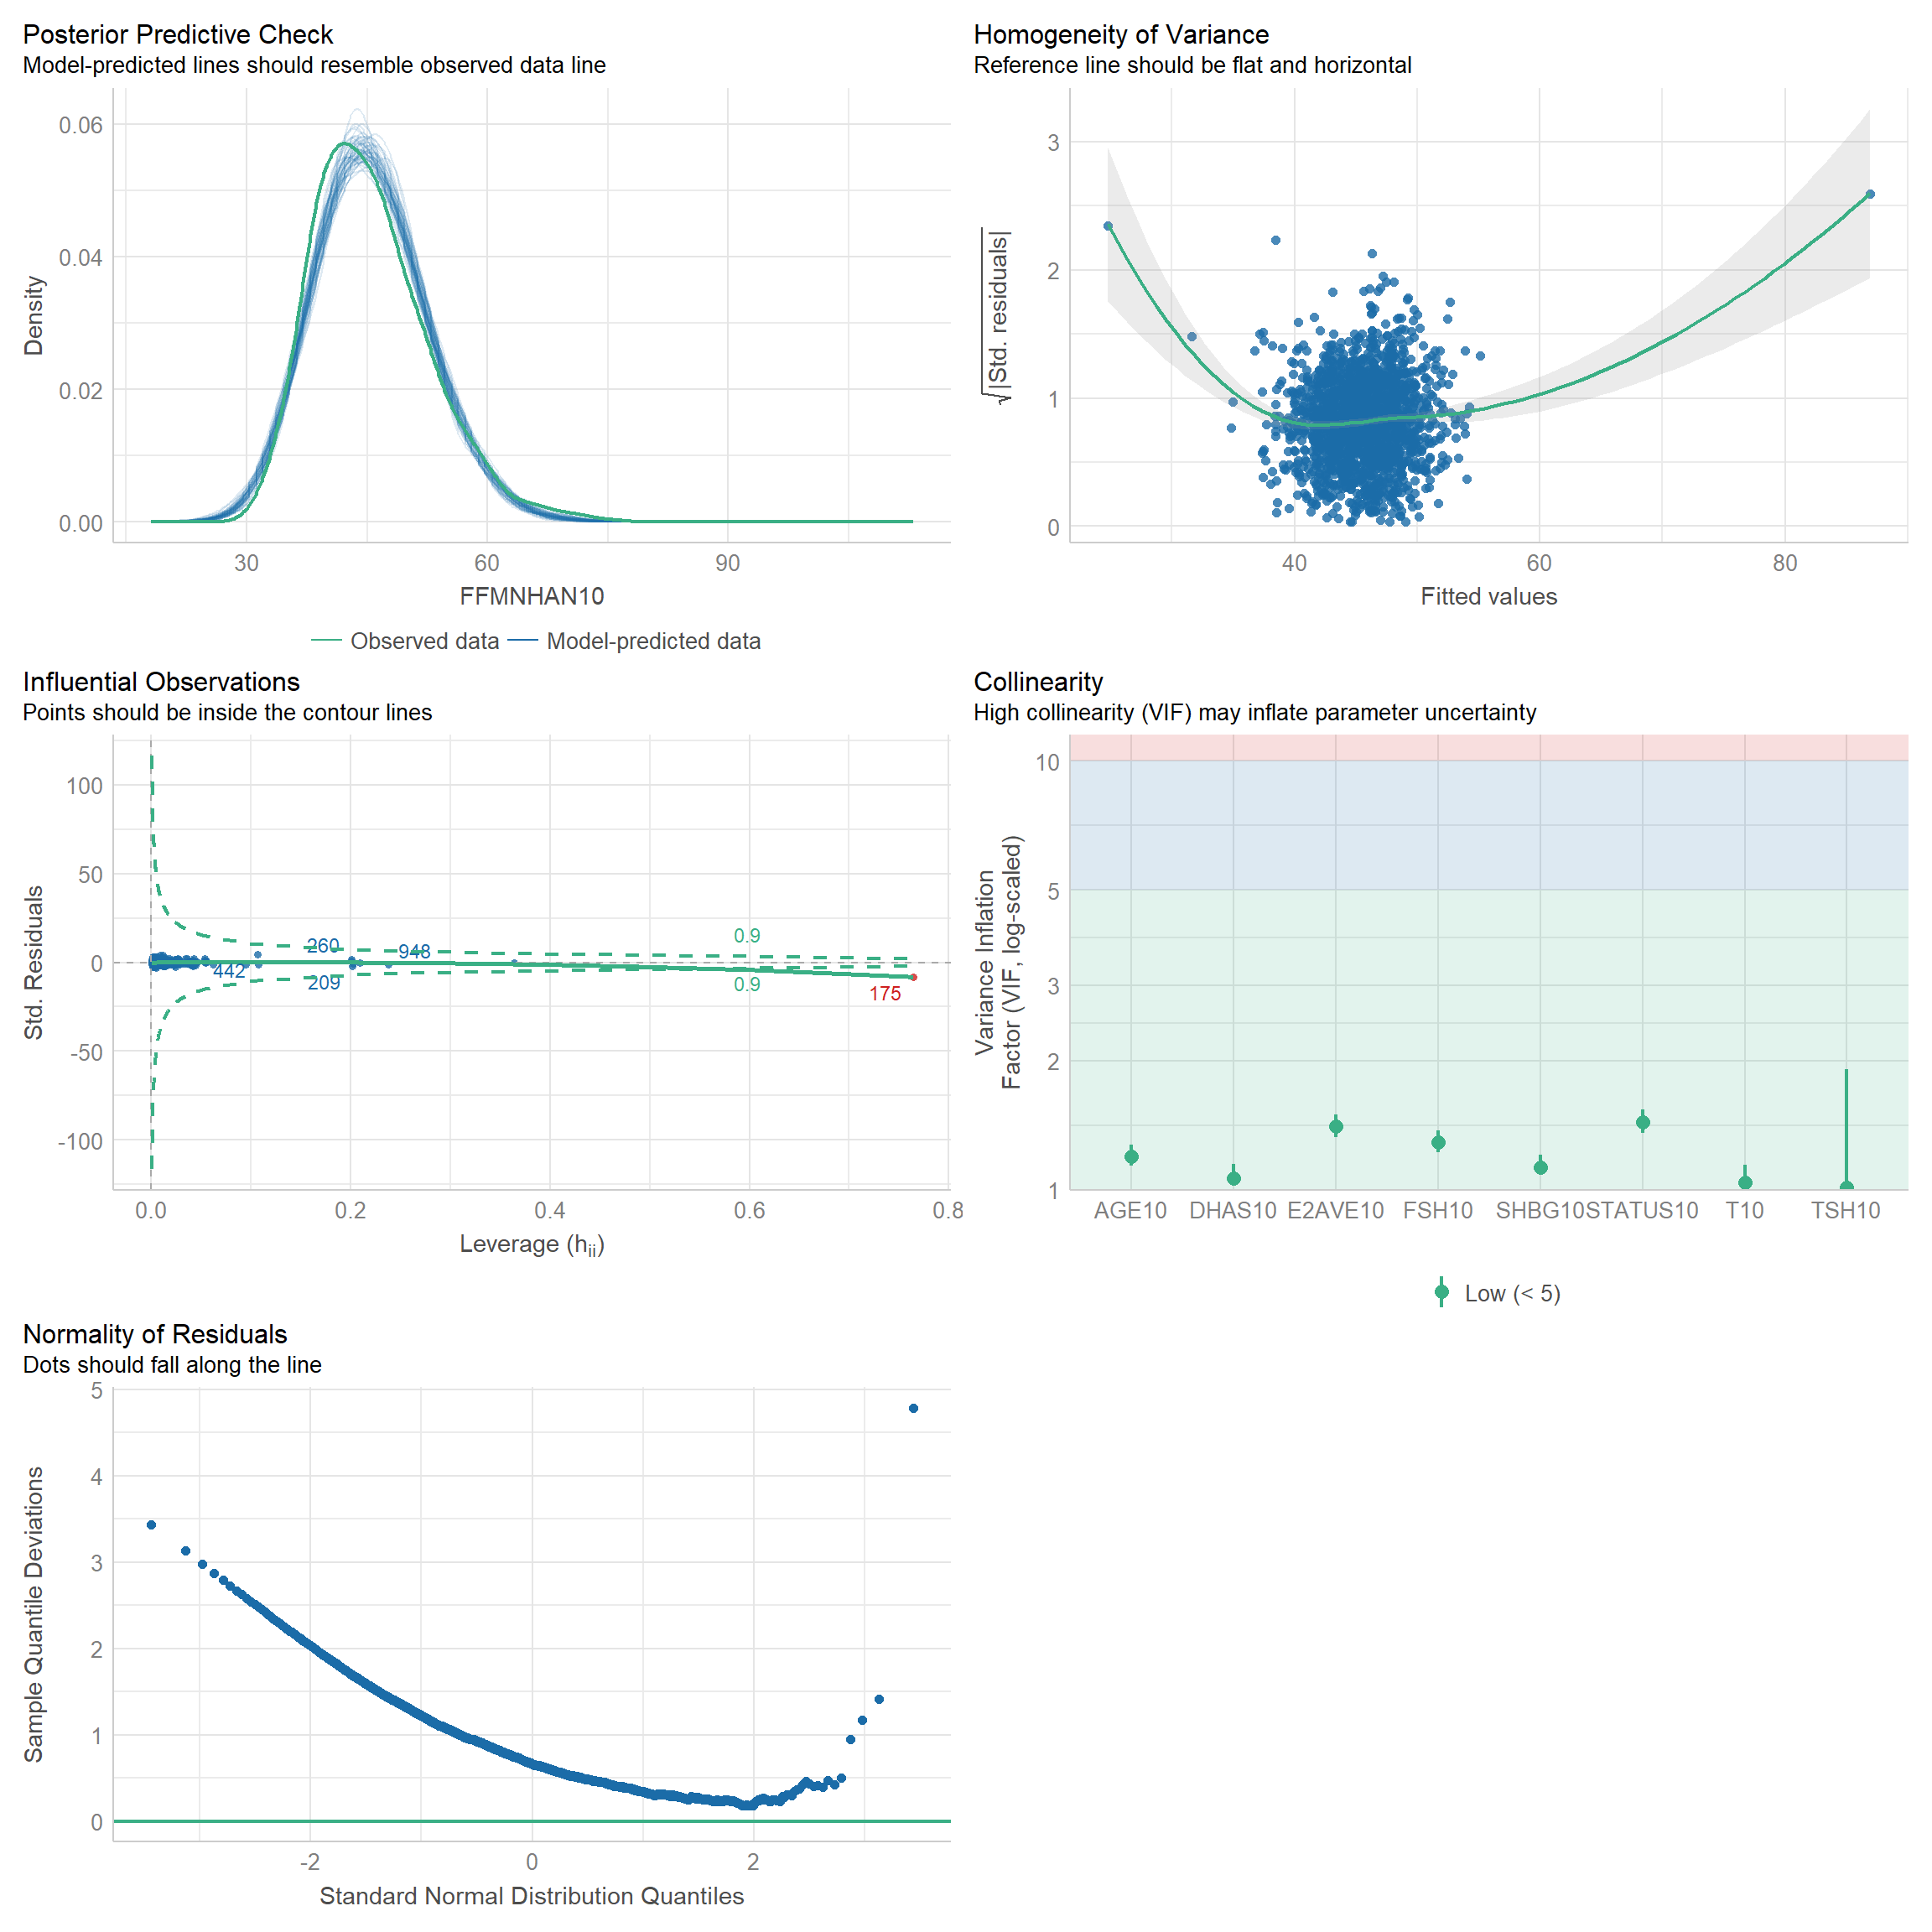 Posterior Predictive Check
Model-predicted lines should resemble observed data line
0.06
0.04
0.02
0.00
Density
30 60 90
FFMNHAN10
Observed data Model-predicted data
Homogeneity of Variance
Reference line should be flat and horizontal
3
2
1
0
√|Std. residuals|
40 60 80
Fitted values
Influential Observations
Points should be inside the contour lines
100
50
0
-50
-100
Std. Residuals
260
948
0.9
442
209
0.9
175
0.0 0.2 0.4 0.6 0.8
Leverage (hii)
Collinearity
High collinearity (VIF) may inflate parameter uncertainty
10
5
3
2
1
Variance Inflation
Factor (VIF, log-scaled)
AGE10 DHAS10 E2AVE10 FSH10 SHBG10 STATUS10 T10 TSH10
Low (< 5)
Normality of Residuals
Dots should fall along the line
5
4
3
2
1
0
Sample Quantile Deviations
-2 0 2
Standard Normal Distribution Quantiles